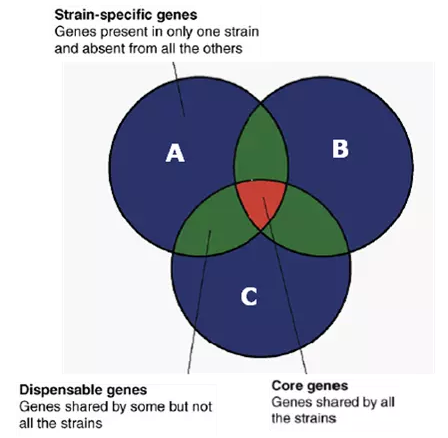 Strain-specific genes
Genes present in only one strain
and absent from all the others
A
B
C
Dispensable genes
Genes shared by some but not
all the strains
Core genes
Genes shared by all
the strains